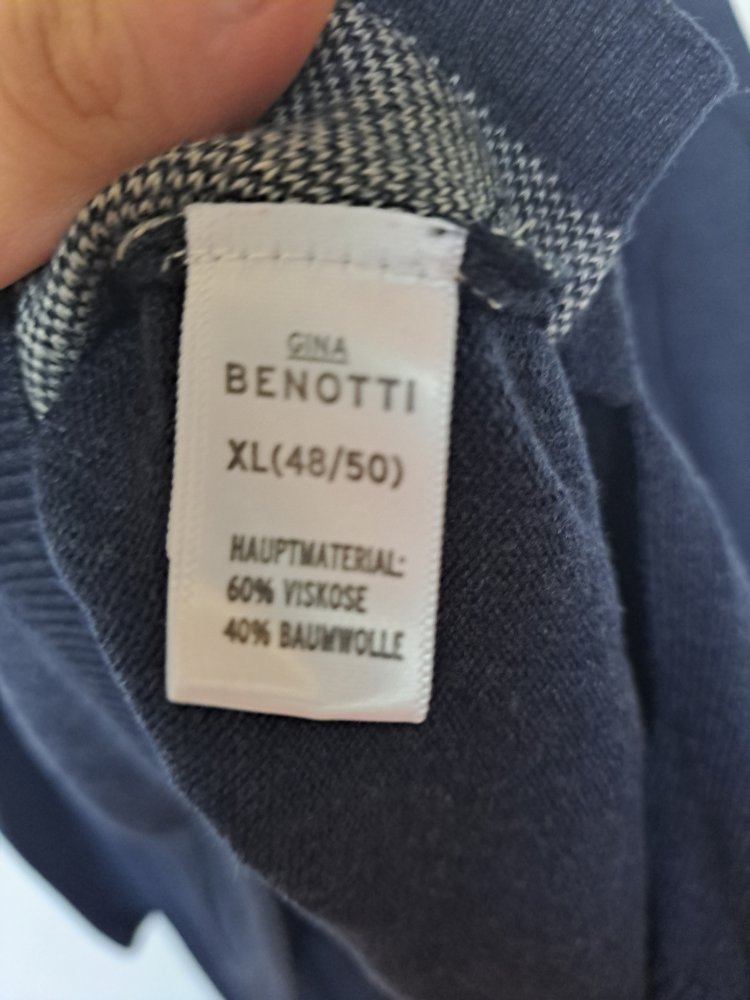 GINA
BENOTTI
XL(48/50)
HAUPTMATERIAL:
60% VISKOSE
40% BAUMWOLLE